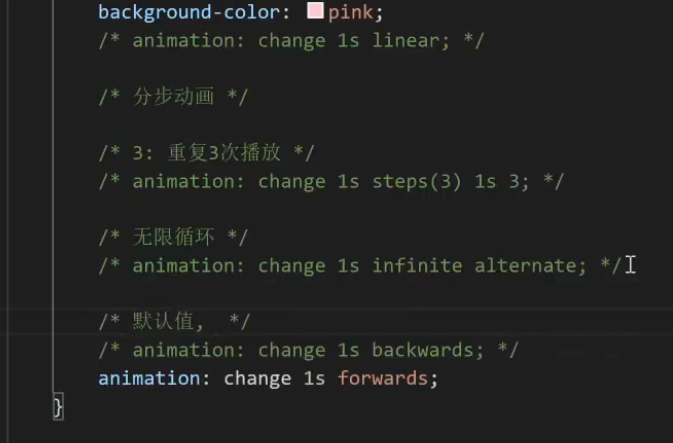 background-color: pink;
/* animation: change 1s linear; */
/* 分步动画 */
/* 3: 重复3次播放 */
/* animation: change 1s steps(3) 1s 3; */
/* 无限循环 */
/* animation: change 1s infinite alternate; */
/* 默认值,  */
/* animation: change 1s backwards; */
animation: change 1s forwards;
}